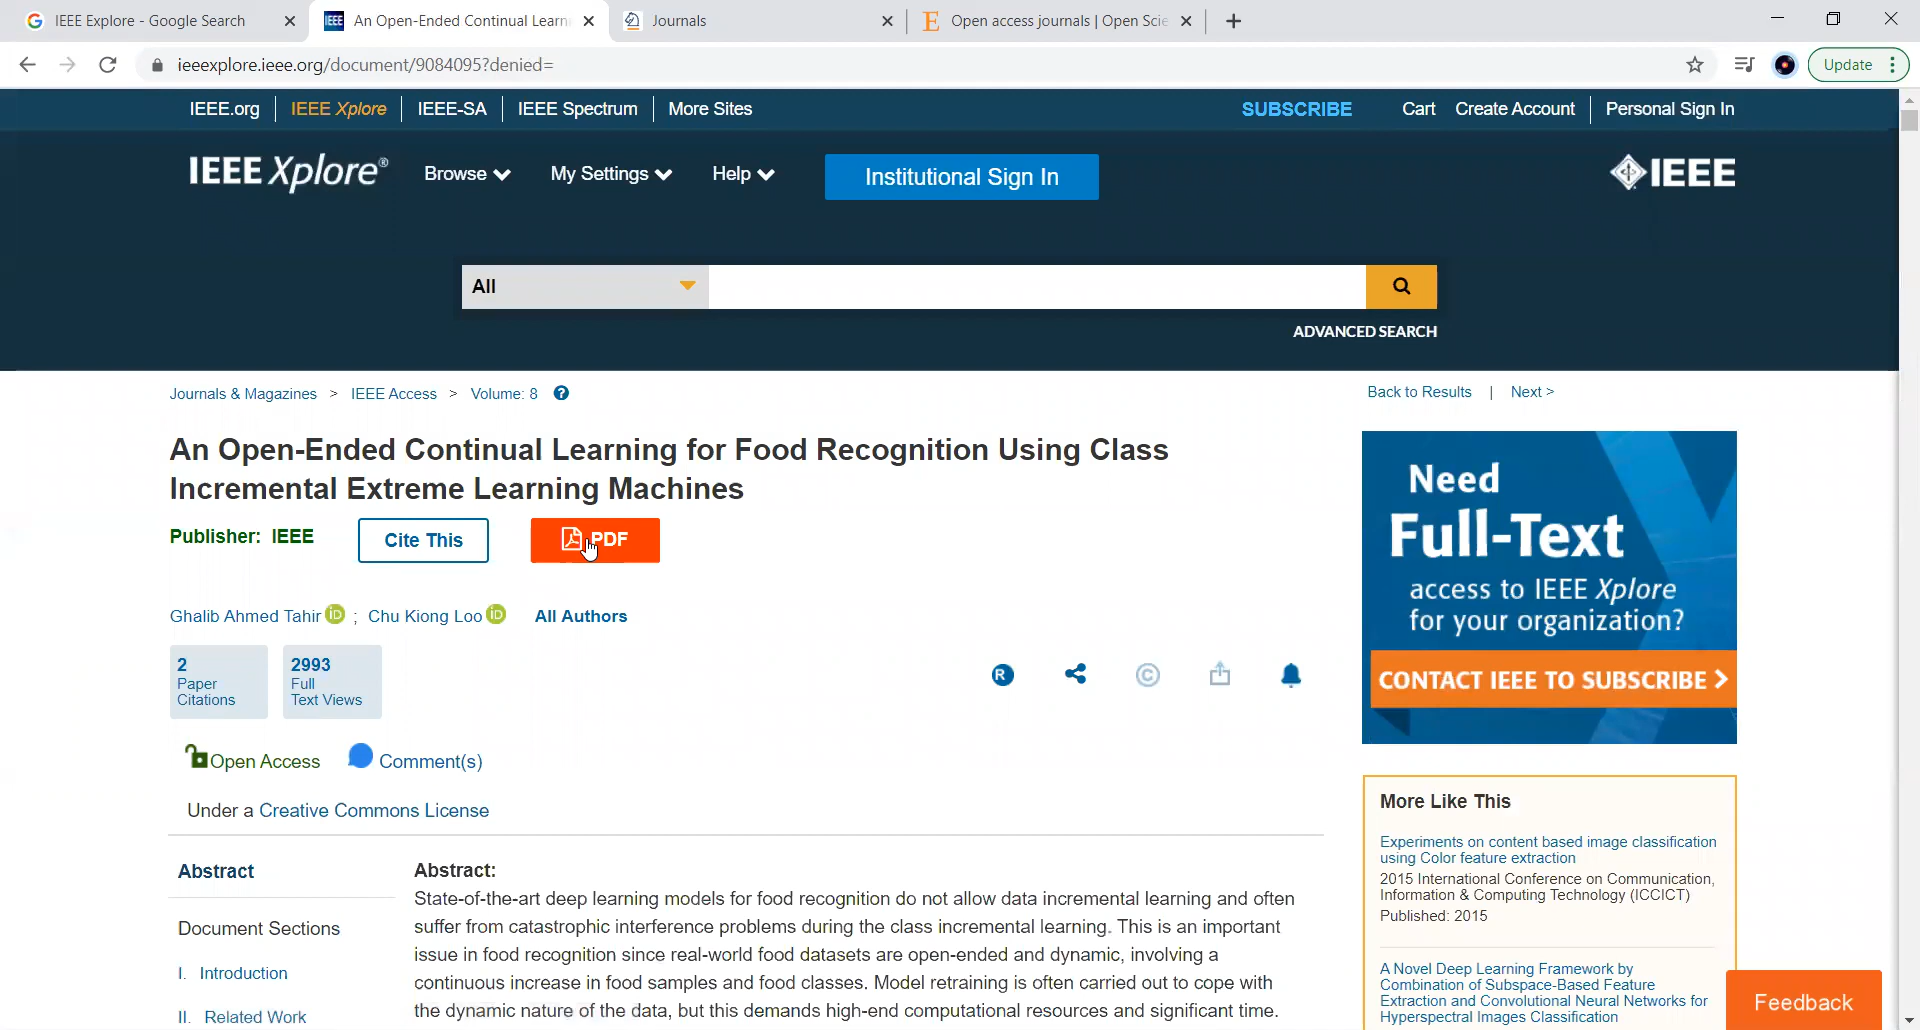 IEEE Explore - Google Search
An Open-Ended Continual Learn
Journals
Open access journals | Open Scie
ieeexplore.ieee.org/document/9084095?denied=
Update
IEEE.org
IEEE Xplore
IEEE-SA
IEEE Spectrum
More Sites
SUBSCRIBE
Cart
Create Account
Personal Sign In
IEEE Xplore®
Browse
My Settings
Help
Institutional Sign In
IEEE
All
ADVANCED SEARCH
Journals & Magazines > IEEE Access > Volume: 8
Back to Results | Next >
An Open-Ended Continual Learning for Food Recognition Using Class
Incremental Extreme Learning Machines
Publisher: IEEE
Cite This
PDF
Ghalib Ahmed Tahir iD ; Chu Kiong Loo iD All Authors
2
Paper
Citations
2993
Full
Text Views
R
©
Open Access
Comment(s)
Under a Creative Commons License
Abstract
Document Sections
I. Introduction
II. Related Work
Abstract:
State-of-the-art deep learning models for food recognition do not allow data incremental learning and often
suffer from catastrophic interference problems during the class incremental learning. This is an important
issue in food recognition since real-world food datasets are open-ended and dynamic, involving a
continuous increase in food samples and food classes. Model retraining is often carried out to cope with
the dynamic nature of the data, but this demands high-end computational resources and significant time.
Need
Full-Text
access to IEEE Xplore
for your organization?
CONTACT IEEE TO SUBSCRIBE >
More Like This
Experiments on content based image classification
using Color feature extraction
2015 International Conference on Communication,
Information & Computing Technology (ICCICT)
Published: 2015
A Novel Deep Learning Framework by
Combination of Subspace-Based Feature
Extraction and Convolutional Neural Networks for
Hyperspectral Images Classification
Feedback